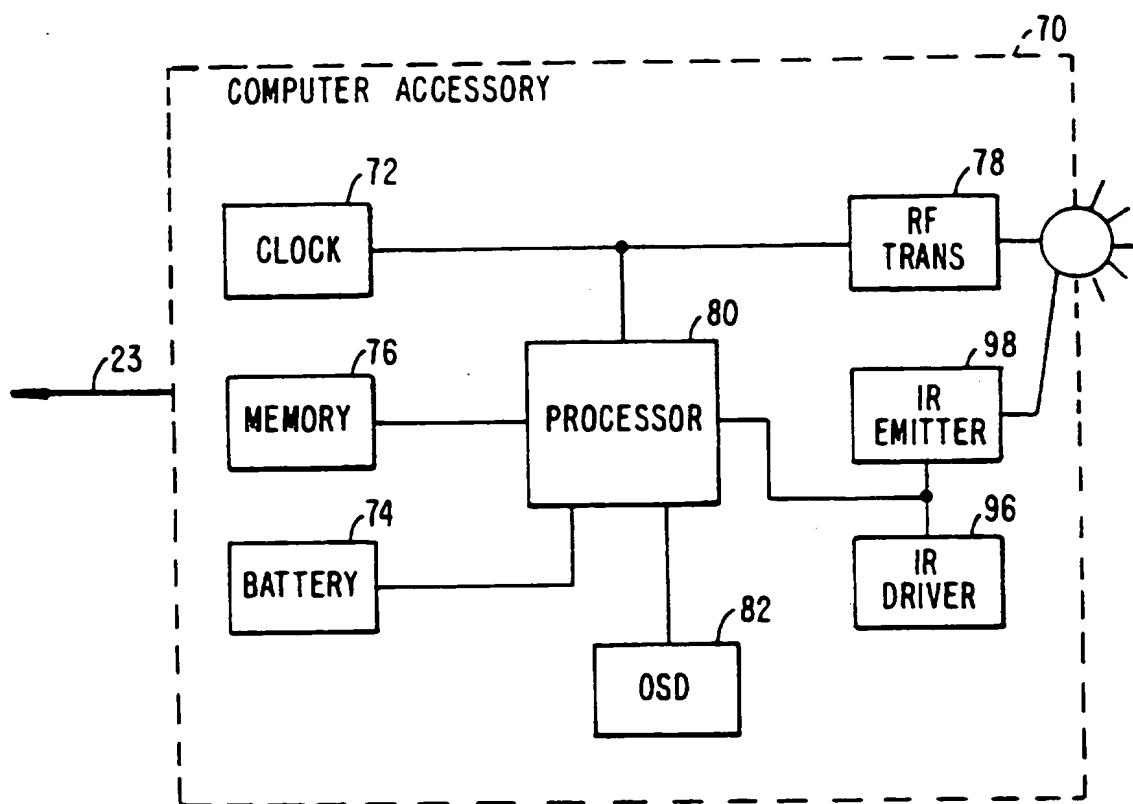 70
COMPUTER ACCESSORY
72
CLOCK
78
RF
TRANS
80
PROCESSOR
23
76
MEMORY
98
IR
EMITTER
74
BATTERY
96
IR
DRIVER
82
OSD